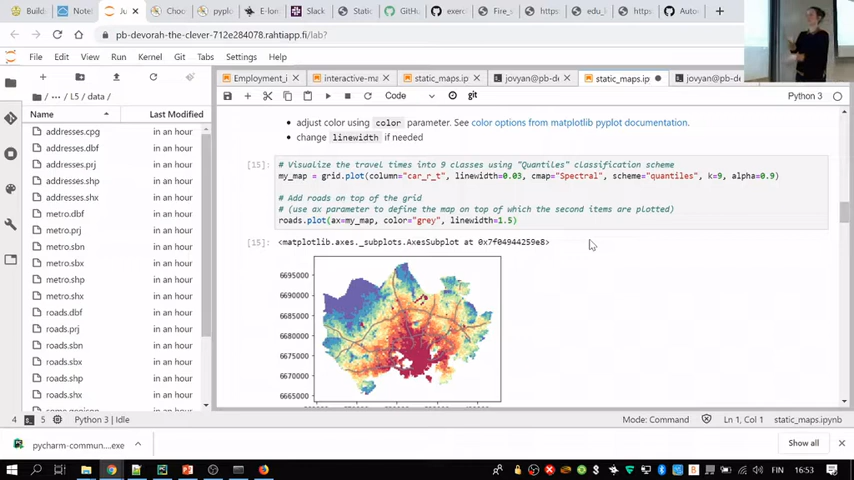 Build
Note
Ju
Choo
pyplo
E-lon
Slack
Static
GitHu
exerc
Fire_s
https
edu_l
https
Auto
pb-devorah-the-clever-712e284078.rahtiapp.fi/lab?
File Edit View Run Kernel Git Tabs Settings Help
Employment_i
interactive-ma
static_maps.ip
jovyan@pb-d
static_maps.ip
jovyan@pb-de
Code
git
Python 3
/ ··· / L5 / data /
Name
Last Modified
addresses.cpg in an hour
addresses.dbf in an hour
addresses.prj in an hour
addresses.shp in an hour
addresses.shx in an hour
metro.dbf in an hour
metro.prj in an hour
metro.sbn in an hour
metro.sbx in an hour
metro.shp in an hour
metro.shx in an hour
roads.dbf in an hour
roads.prj in an hour
roads.sbn in an hour
roads.sbx in an hour
roads.shp in an hour
roads.shx in an hour
• adjust color using color parameter. See color options from matplotlib pyplot documentation.
• change linewidth if needed
[15]:
# Visualize the travel times into 9 classes using "Quantiles" classification scheme
my_map = grid.plot(column="car_r_t", linewidth=0.03, cmap="Spectral", scheme="quantiles", k=9, alpha=0.9)
# Add roads on top of the grid
# (use ax parameter to define the map on top of which the second items are plotted)
roads.plot(ax=my_map, color="grey", linewidth=1.5)
[15]: <matplotlib.axes._subplots.AxesSubplot at 0x7f04944259e8>
6695000
6690000
6685000
6680000
6675000
6670000
6665000
4
5
Python 3 | Idle
Mode: Command
Ln 1, Col 1
static_maps.ipynb
pycharm-commun....exe
Show all
FIN
16:53